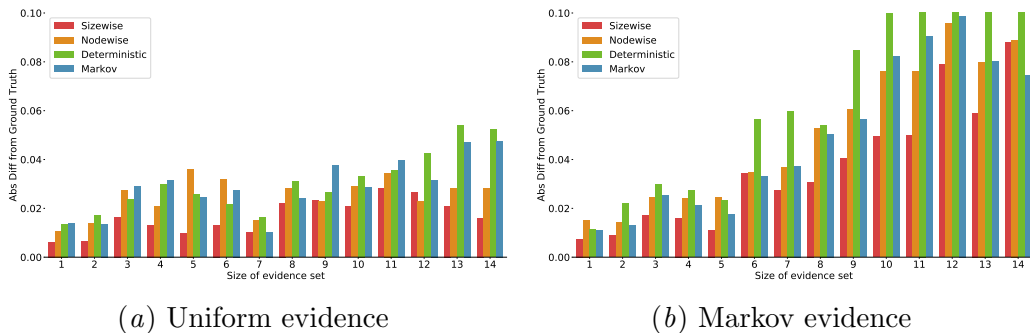 0.10
0.08
0.06
0.04
0.02
0.00
Abs Diff from Ground Truth
Sizewise
Nodewise
Deterministic
Markov
1 2 3 4 5 6 7 8 9 10 11 12 13 14
Size of evidence set
(a) Uniform evidence
0.10
0.08
0.06
0.04
0.02
0.00
Abs Diff from Ground Truth
Sizewise
Nodewise
Deterministic
Markov
1 2 3 4 5 6 7 8 9 10 11 12 13 14
Size of evidence set
(b) Markov evidence